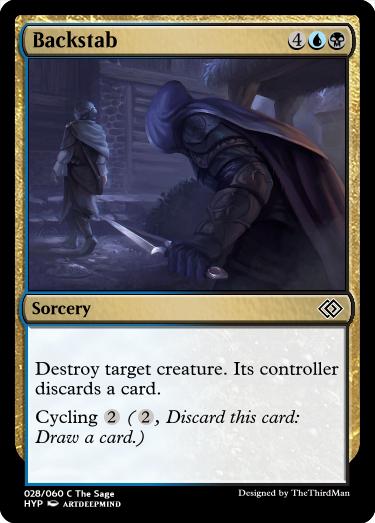 Backstab 4
Sorcery
Destroy target creature. Its controller
discards a card.
Cycling 2 ( 2, Discard this card:
Draw a card.)
028/060 C The Sage
Designed by TheThirdMan
HYP ARTDEEPMIND